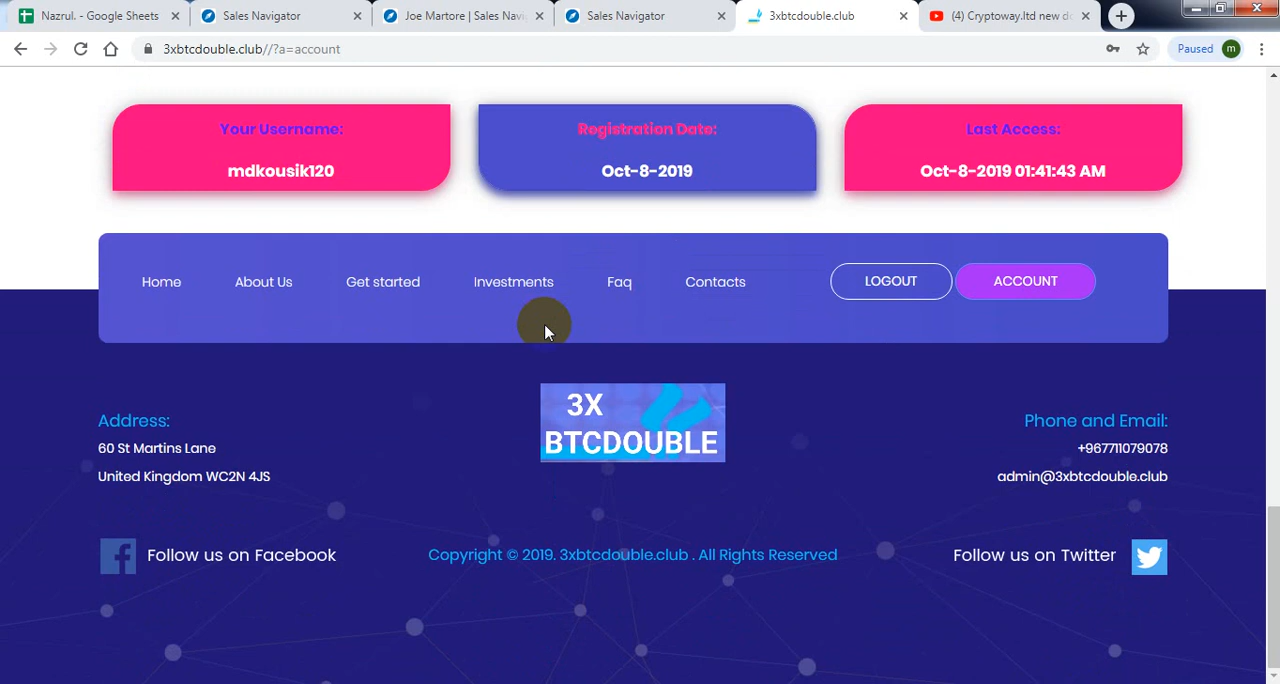 Nazrul. - Google Sheets
Sales Navigator
Joe Martore | Sales Navi
Sales Navigator
3xbtcdouble.club
(4) Cryptoway.ltd new do
3xbtcdouble.club//?a=account
Paused
m
Your Username:
mdkousik120
Registration Date:
Oct-8-2019
Last Access:
Oct-8-2019 01:41:43 AM
Home
About Us
Get started
Investments
Faq
Contacts
LOGOUT
ACCOUNT
Address:
60 St Martins Lane
United Kingdom WC2N 4JS
3X
BTCDOUBLE
Phone and Email:
+967711079078
admin@3xbtcdouble.club
Follow us on Facebook
Copyright © 2019. 3xbtcdouble.club . All Rights Reserved
Follow us on Twitter